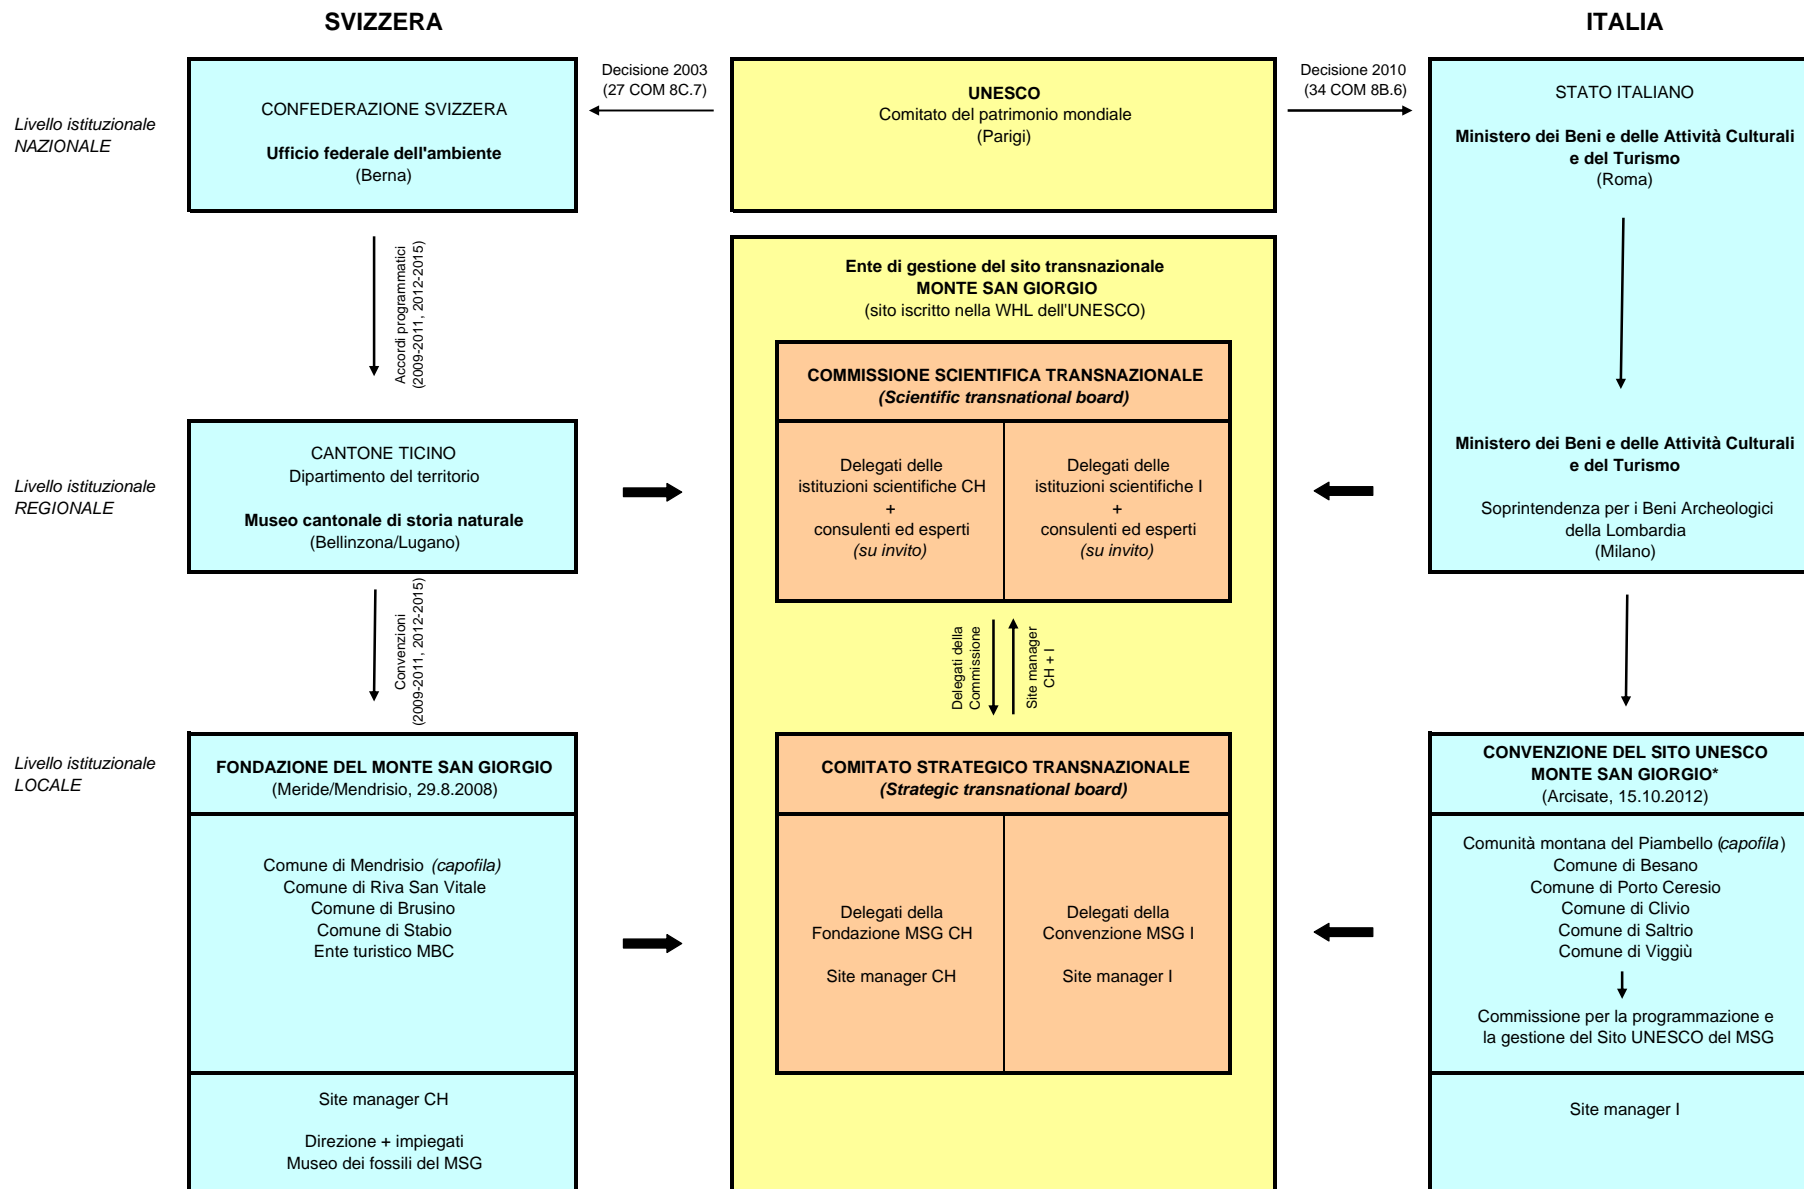 SVIZZERA
ITALIA
Livello istituzionale
NAZIONALE
CONFEDERAZIONE SVIZZERA
Ufficio federale dell'ambiente
(Berna)
Decisione 2003
(27 COM 8C.7)
UNESCO
Comitato del patrimonio mondiale
(Parigi)
Decisione 2010
(34 COM 8B.6)
STATO ITALIANO
Ministero dei Beni e delle Attività Culturali
e del Turismo
(Roma)
Accordi programmatici
(2009-2011, 2012-2015)
Ente di gestione del sito transnazionale
MONTE SAN GIORGIO
(sito iscritto nella WHL dell'UNESCO)
Livello istituzionale
REGIONALE
CANTONE TICINO
Dipartimento del territorio
Museo cantonale di storia naturale
(Bellinzona/Lugano)
COMMISSIONE SCIENTIFICA TRANSNAZIONALE
(Scientific transnational board)
Delegati delle
istituzioni scientifiche CH
+
consulenti ed esperti
(su invito)
Delegati delle
istituzioni scientifiche I
+
consulenti ed esperti
(su invito)
Ministero dei Beni e delle Attività Culturali
e del Turismo
Soprintendenza per i Beni Archeologici
della Lombardia
(Milano)
Convenzioni
(2009-2011, 2012-2015)
Delegati della
Commissione
Site manager
CH + I
Livello istituzionale
LOCALE
FONDAZIONE DEL MONTE SAN GIORGIO
(Meride/Mendrisio, 29.8.2008)
Comune di Mendrisio (capofila)
Comune di Riva San Vitale
Comune di Brusino
Comune di Stabio
Ente turistico MBC
Site manager CH
Direzione + impiegati
Museo dei fossili del MSG
COMITATO STRATEGICO TRANSNAZIONALE
(Strategic transnational board)
Delegati della
Fondazione MSG CH
Site manager CH
Delegati della
Convenzione MSG I
Site manager I
CONVENZIONE DEL SITO UNESCO
MONTE SAN GIORGIO*
(Arcisate, 15.10.2012)
Comunità montana del Piambello (capofila)
Comune di Besano
Comune di Porto Ceresio
Comune di Clivio
Comune di Saltrio
Comune di Viggiù
Commissione per la programmazione e
la gestione del Sito UNESCO del MSG
Site manager I